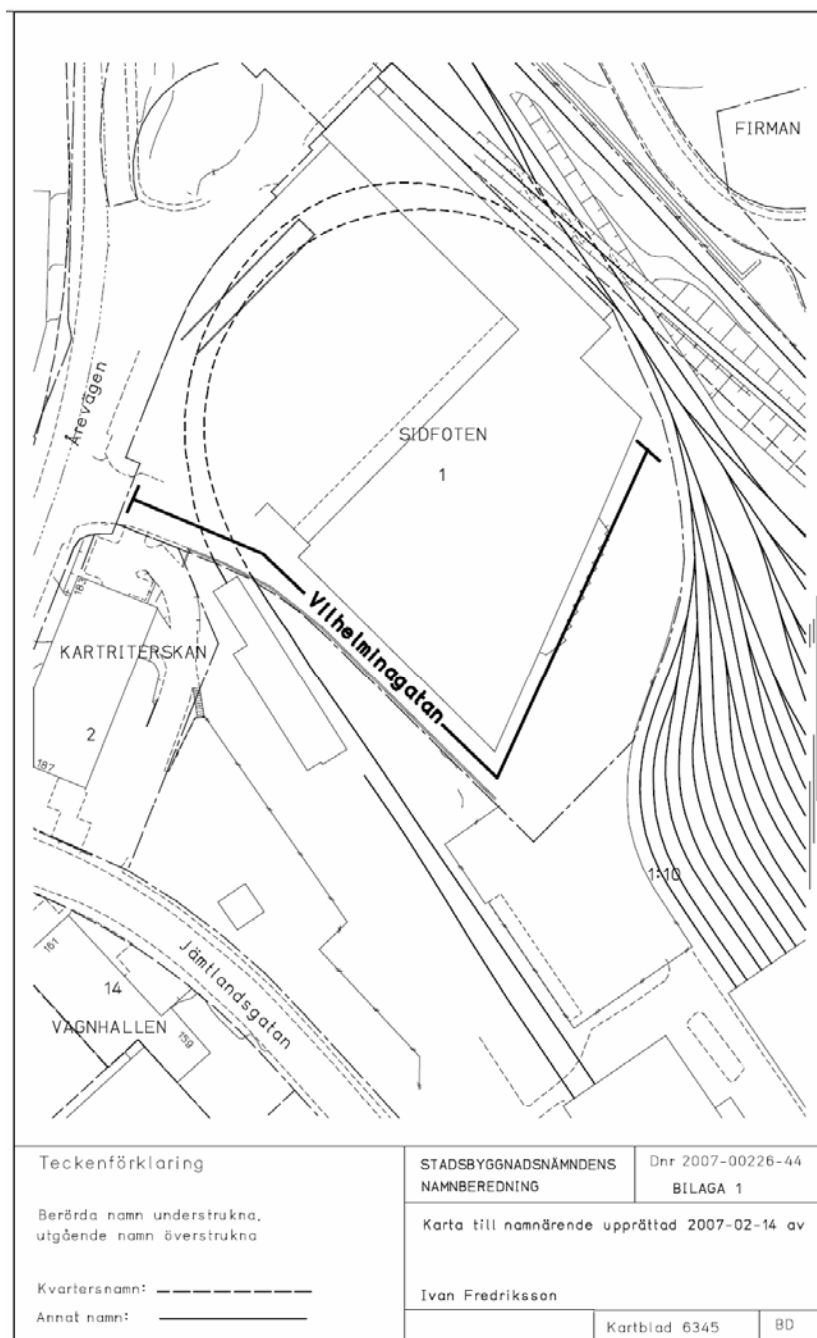 FIRMAN
Årevägen
SIDFOTEN
1
183
Vilhelminagatan
KARTRITERSKAN
2
187
1:10
161
Jämtlandsgatan
14
VAGNHALLEN
159
Teckenförklaring
Berörda namn understrukna,
utgående namn överstrukna
Kvartersnamn:
Annat namn:
STADSBYGGNADSNÄMNDENS
NAMNBEREDNING
Dnr 2007-00226-44
BILAGA 1
Karta till namnärende upprättad 2007-02-14 av
Ivan Fredriksson
Kartblad 6345
BD